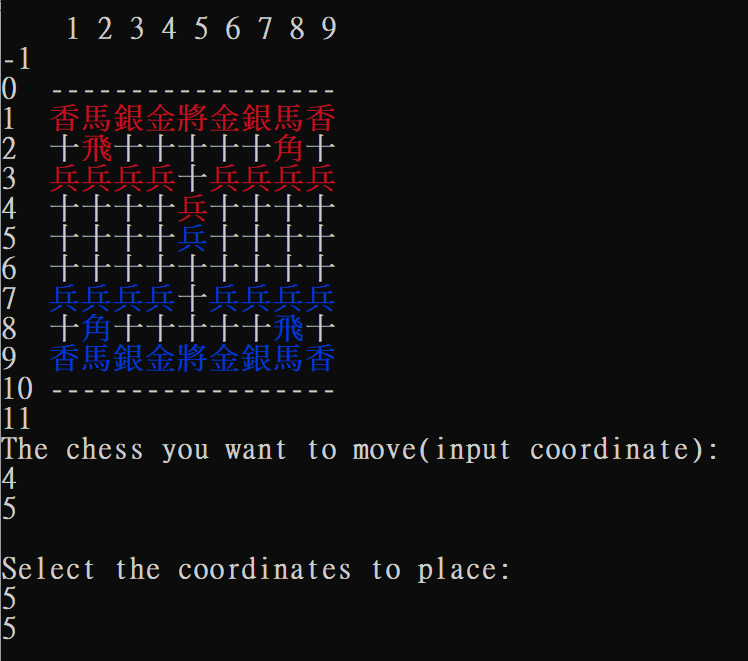 1 2 3 4 5 6 7 8 9
-1
0 ------------------
1 香馬銀金將金銀馬香
2 十飛十十十十十角十
3 兵兵兵兵十兵兵兵兵
4 十十十十兵十十十十
5 十十十十兵十十十十
6 十十十十十十十十十
7 兵兵兵兵十兵兵兵兵
8 十角十十十十十飛十
9 香馬銀金將金銀馬香
10 ------------------
11
The chess you want to move(input coordinate):
4
5
Select the coordinates to place:
5
5